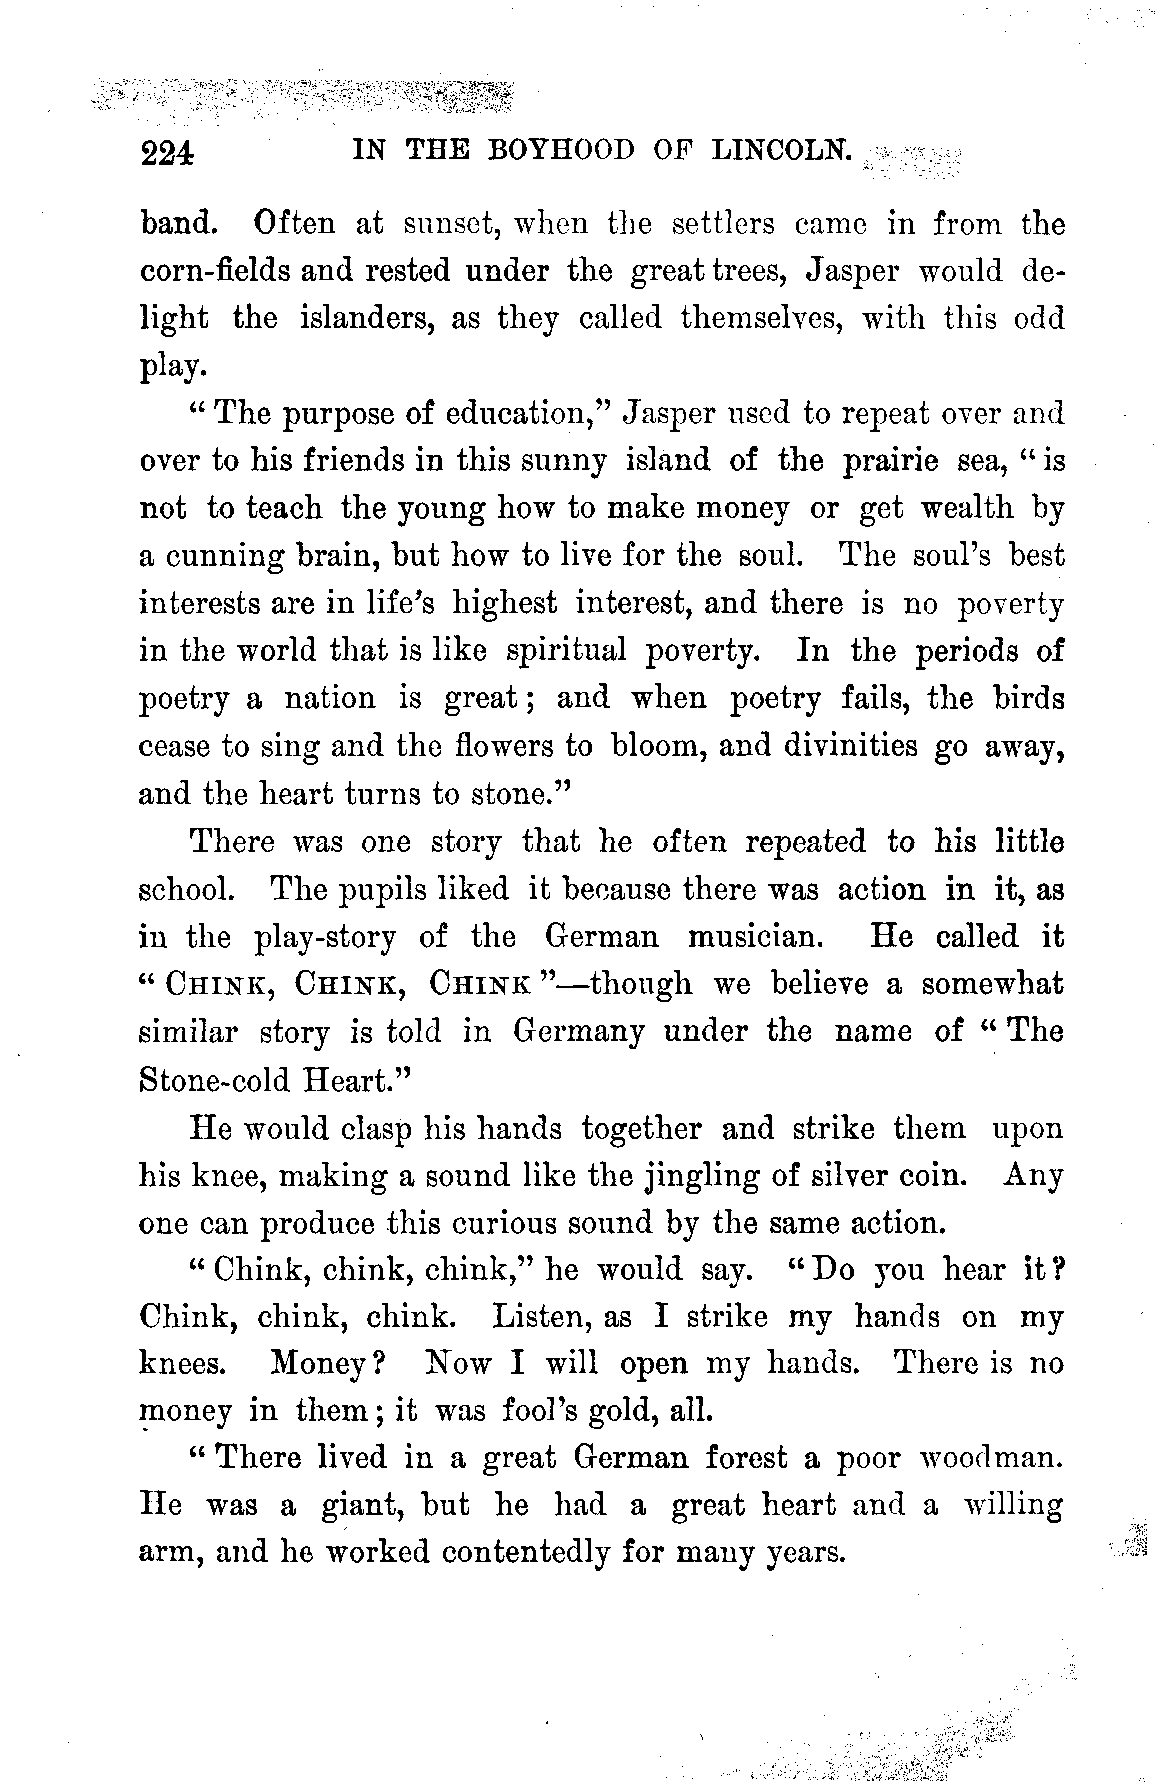 224 IN THE BOYHOOD OF LINCOLN.
band. Often at sunset, when the settlers came in from the
corn-fields and rested under the great trees, Jasper would de-
light the islanders, as they called themselves, with this odd
play.
“ The purpose of education,” Jasper used to repeat over and
over to his friends in this sunny island of the prairie sea, “ is
not to teach the young how to make money or get wealth by
a cunning brain, but how to live for the soul. The soul’s best
interests are in life’s highest interest, and there is no poverty
in the world that is like spiritual poverty. In the periods of
poetry a nation is great ; and when poetry fails, the birds
cease to sing and the flowers to bloom, and divinities go away,
and the heart turns to stone.”
There was one story that he often repeated to his little
school. The pupils liked it because there was action in it, as
in the play-story of the German musician. He called it
“ CHINK, CHINK, CHINK ”—though we believe a somewhat
similar story is told in Germany under the name of “ The
Stone-cold Heart.”
He would clasp his hands together and strike them upon
his knee, making a sound like the jingling of silver coin. Any
one can produce this curious sound by the same action.
“ Chink, chink, chink,” he would say. “ Do you hear it?
Chink, chink, chink. Listen, as I strike my hands on my
knees. Money? Now I will open my hands. There is no
money in them ; it was fool’s gold, all.
“ There lived in a great German forest a poor woodman.
He was a giant, but he had a great heart and a willing
arm, and he worked contentedly for many years.